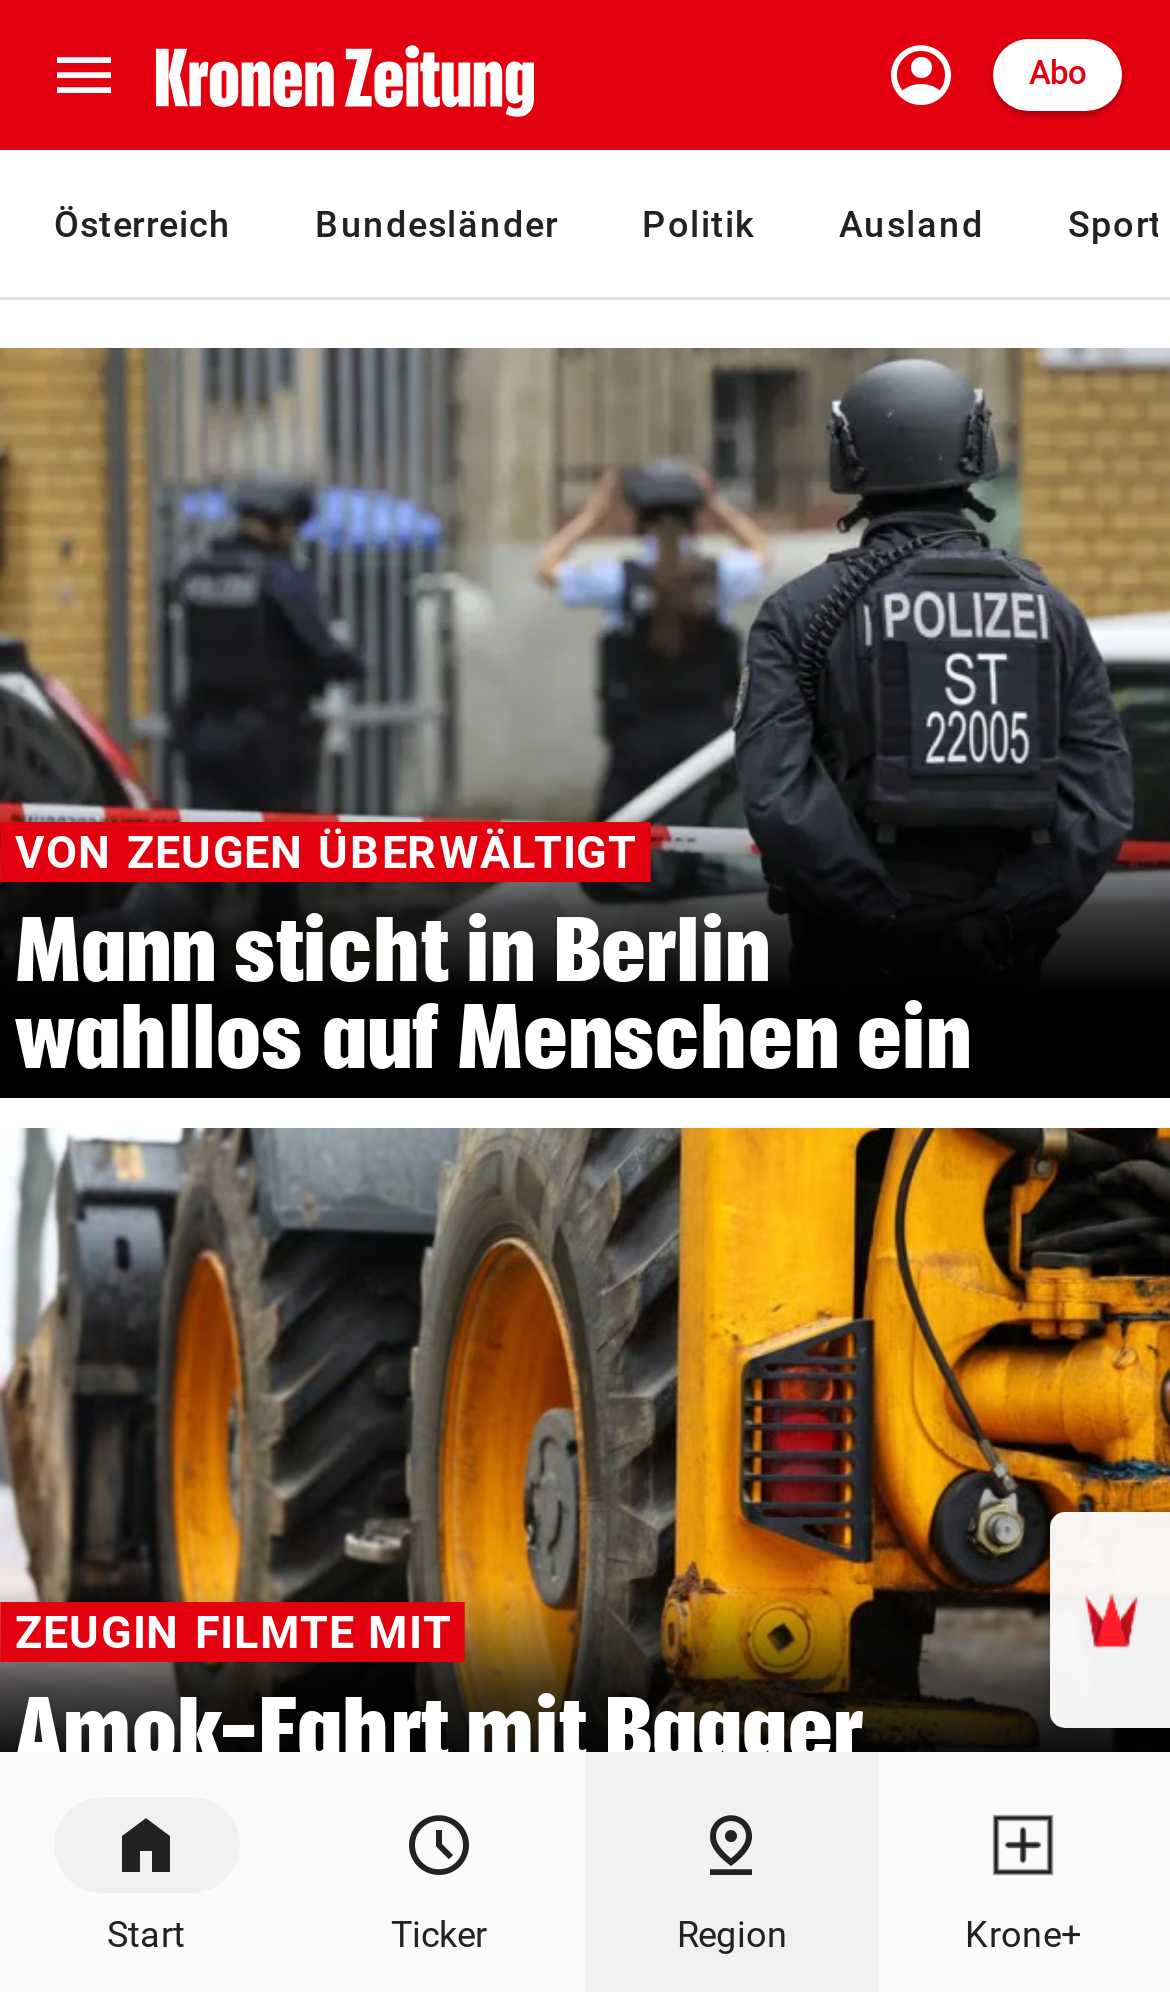 Kronen Zeitung
Abo
Österreich Bundesländer Politik Ausland Sport
POLIZEI
ST
22005
VON ZEUGEN ÜBERWÄLTIGT
Mann sticht in Berlin
wahllos auf Menschen ein
ZEUGIN FILMTE MIT
Amok-Fahrt mit Bagger
Start Ticker Region Krone+